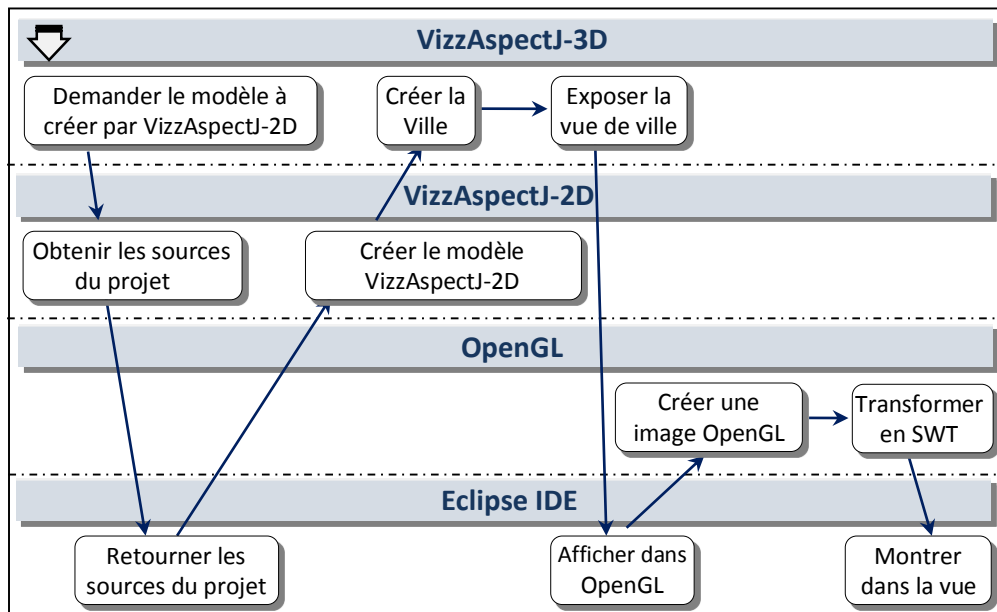 VizzAspectJ-3D
Demander le modèle à
créer par VizzAspectJ-2D
Créer la
Ville
Exposer la
vue de ville
VizzAspectJ-2D
Obtenir les sources
du projet
Créer le modèle
VizzAspectJ-2D
OpenGL
Créer une
image OpenGL
Transformer
en SWT
Eclipse IDE
Retourner les
sources du projet
Afficher dans
OpenGL
Montrer
dans la vue